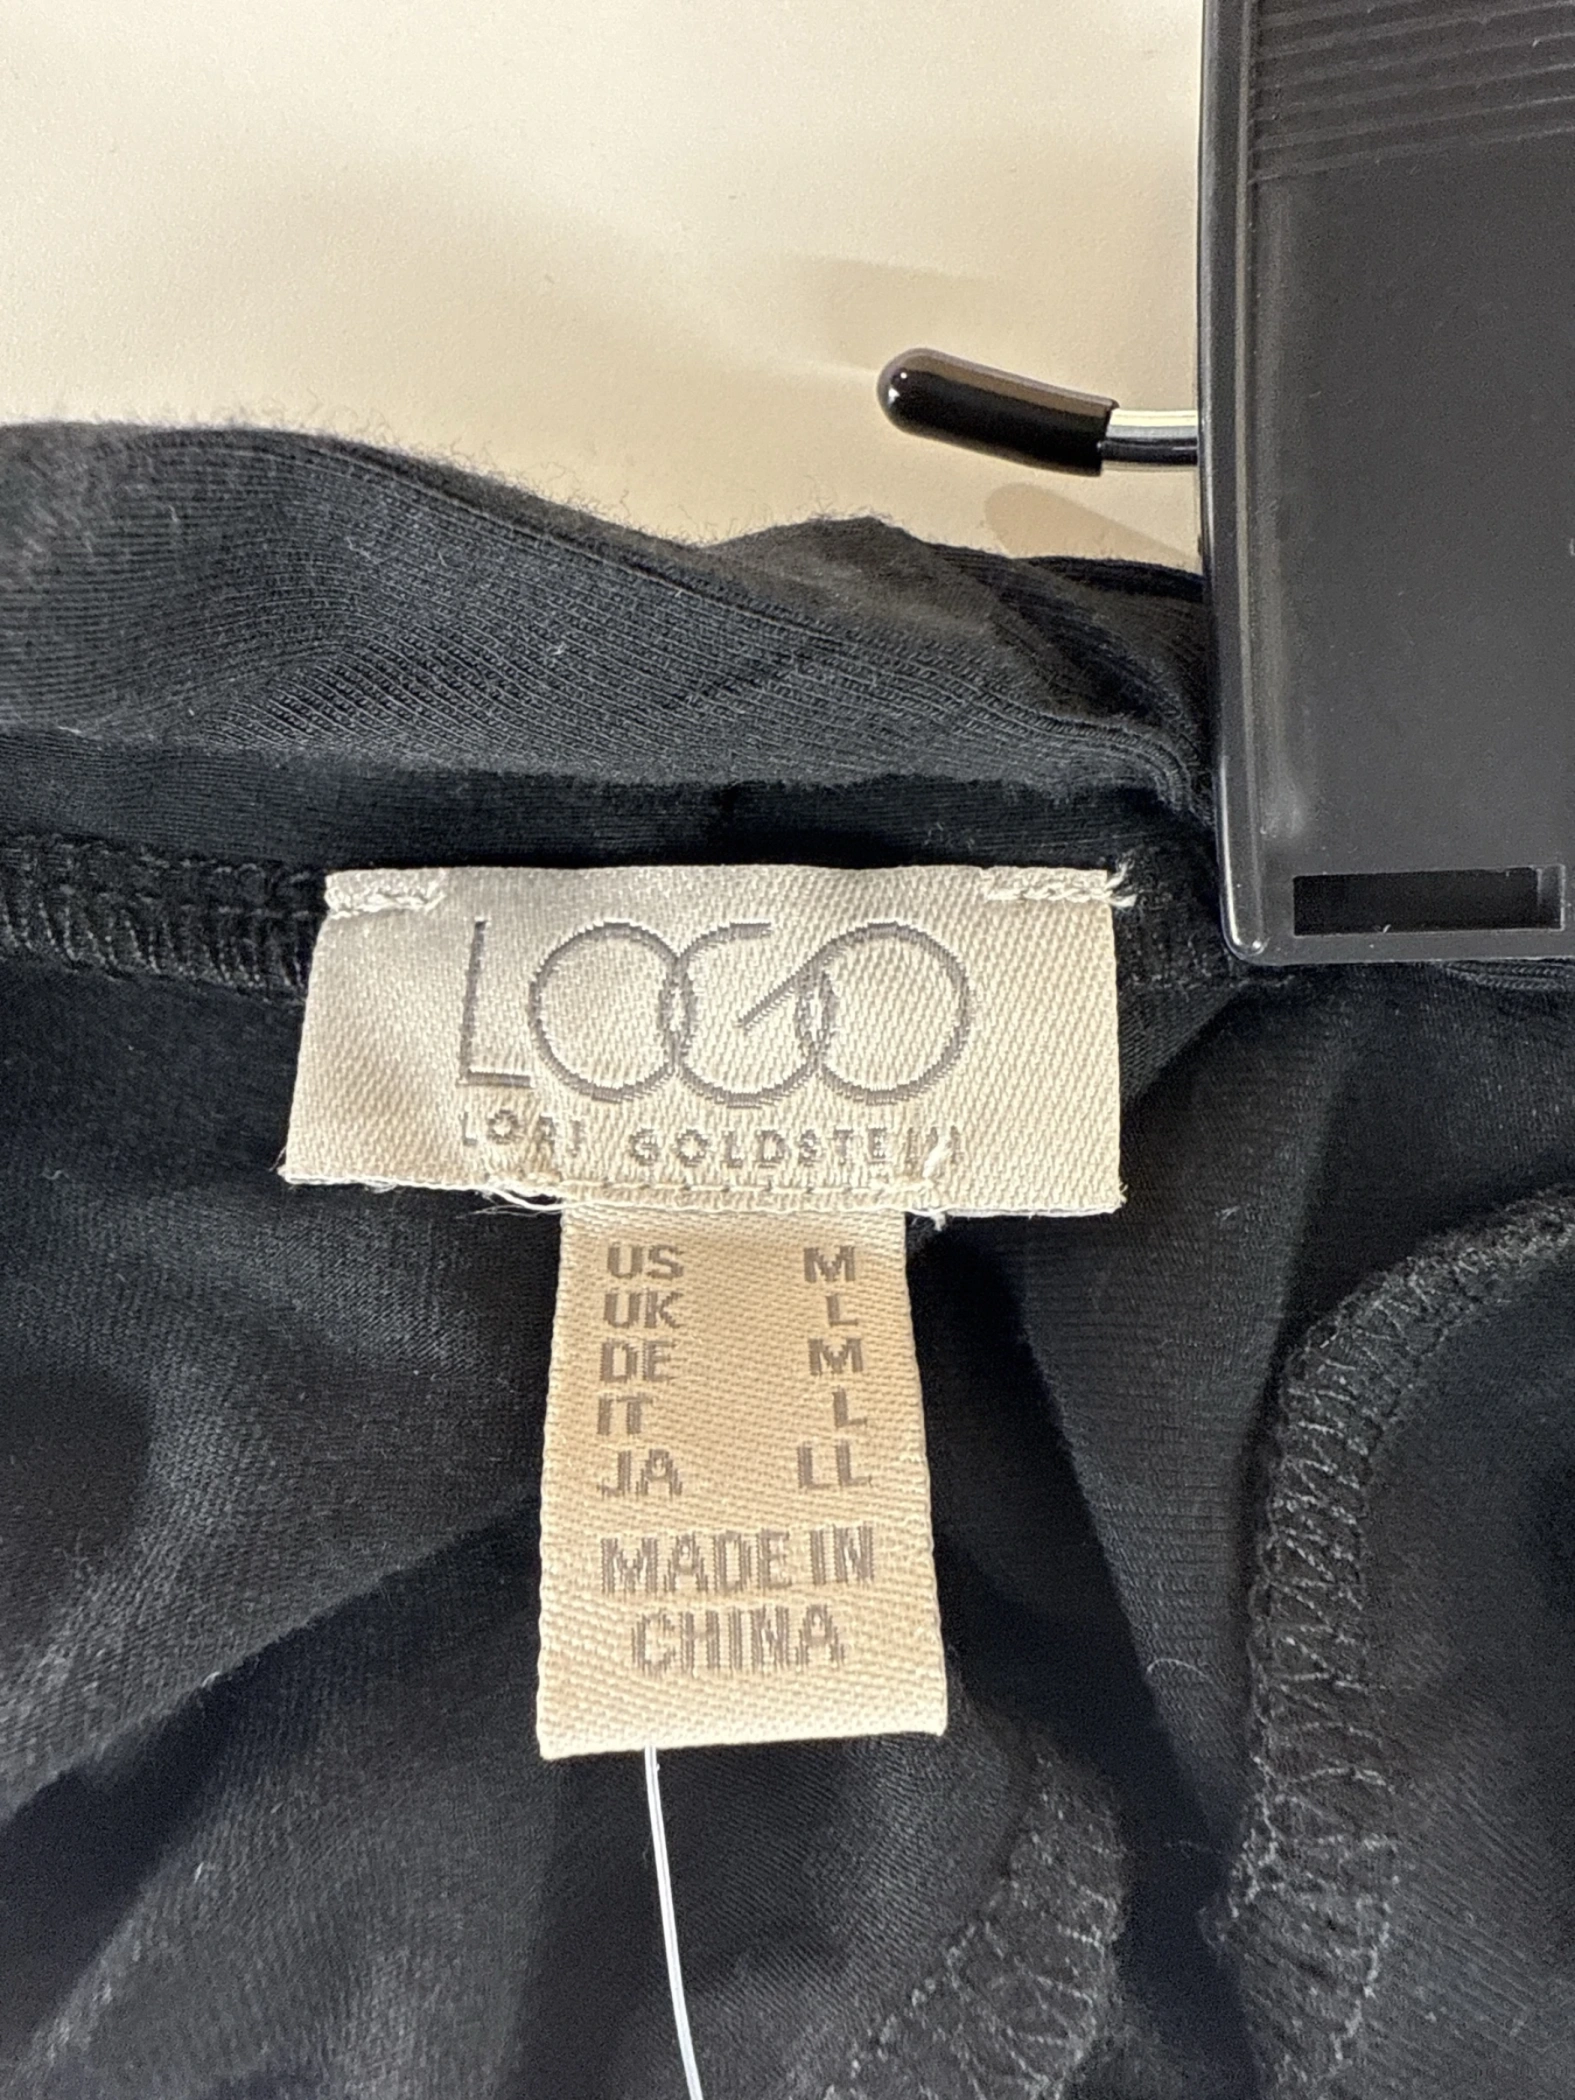 LOGO
LORI GOLDSTEIN
US M
UK L
DE M
IT L
JA LL
MADE IN
CHINA